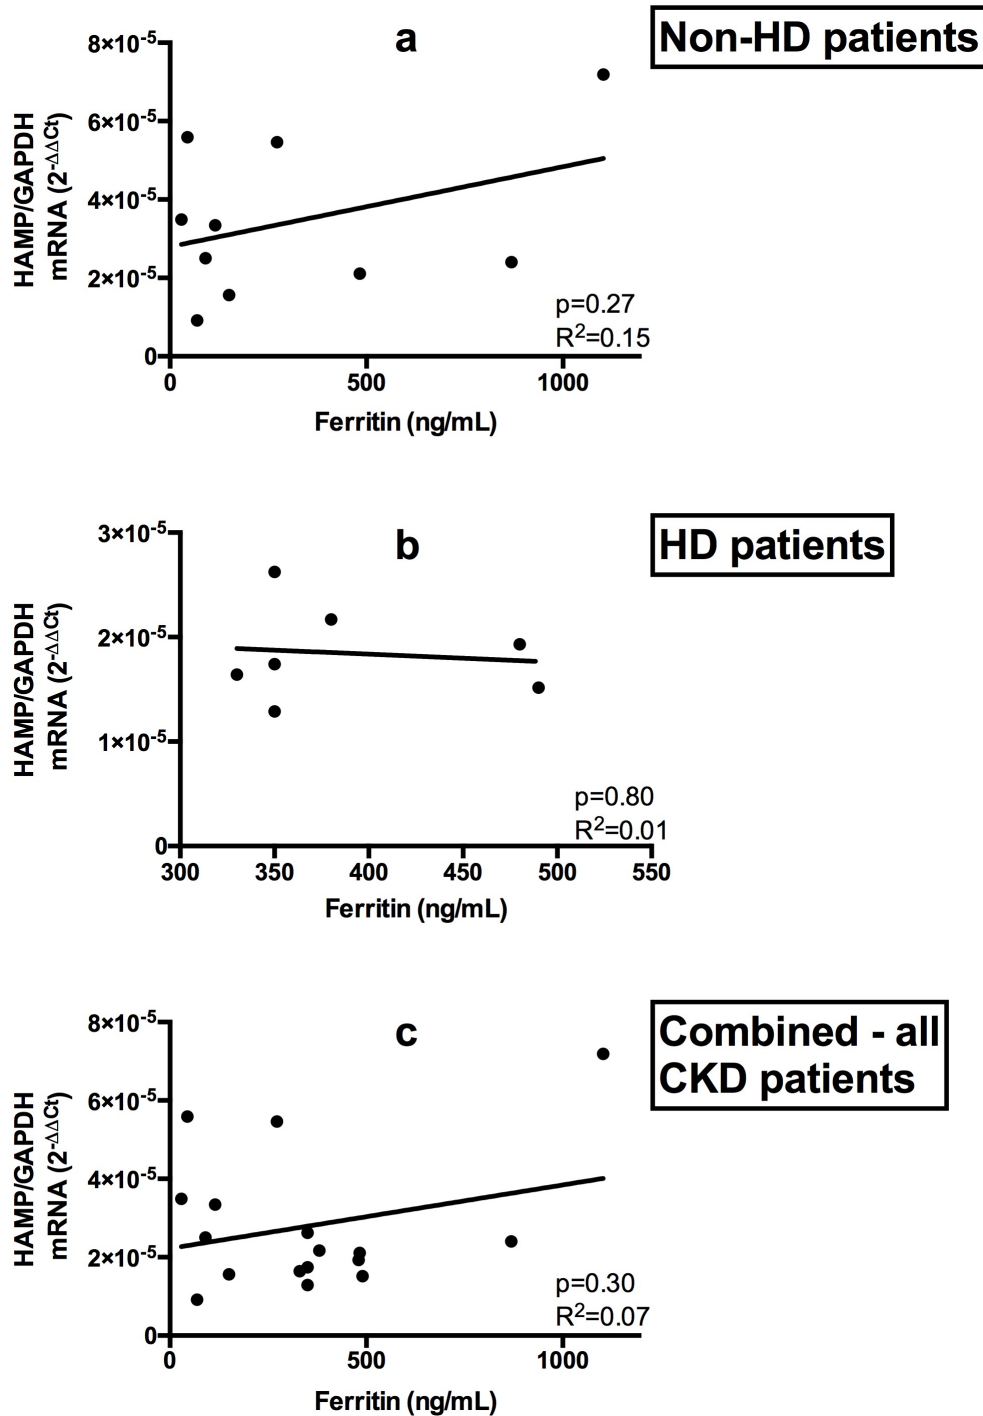 a
Non-HD patients
HAMP/GAPDH
mRNA (2-ΔΔCt)
8×10-5
6×10-5
4×10-5
2×10-5
0
p=0.27
R2=0.15
0 500 1000
Ferritin (ng/mL)
b
HD patients
HAMP/GAPDH
mRNA (2-ΔΔCt)
3×10-5
2×10-5
1×10-5
0
p=0.80
R2=0.01
300 350 400 450 500 550
Ferritin (ng/mL)
c
Combined - all
CKD patients
HAMP/GAPDH
mRNA (2-ΔΔCt)
8×10-5
6×10-5
4×10-5
2×10-5
0
p=0.30
R2=0.07
0 500 1000
Ferritin (ng/mL)